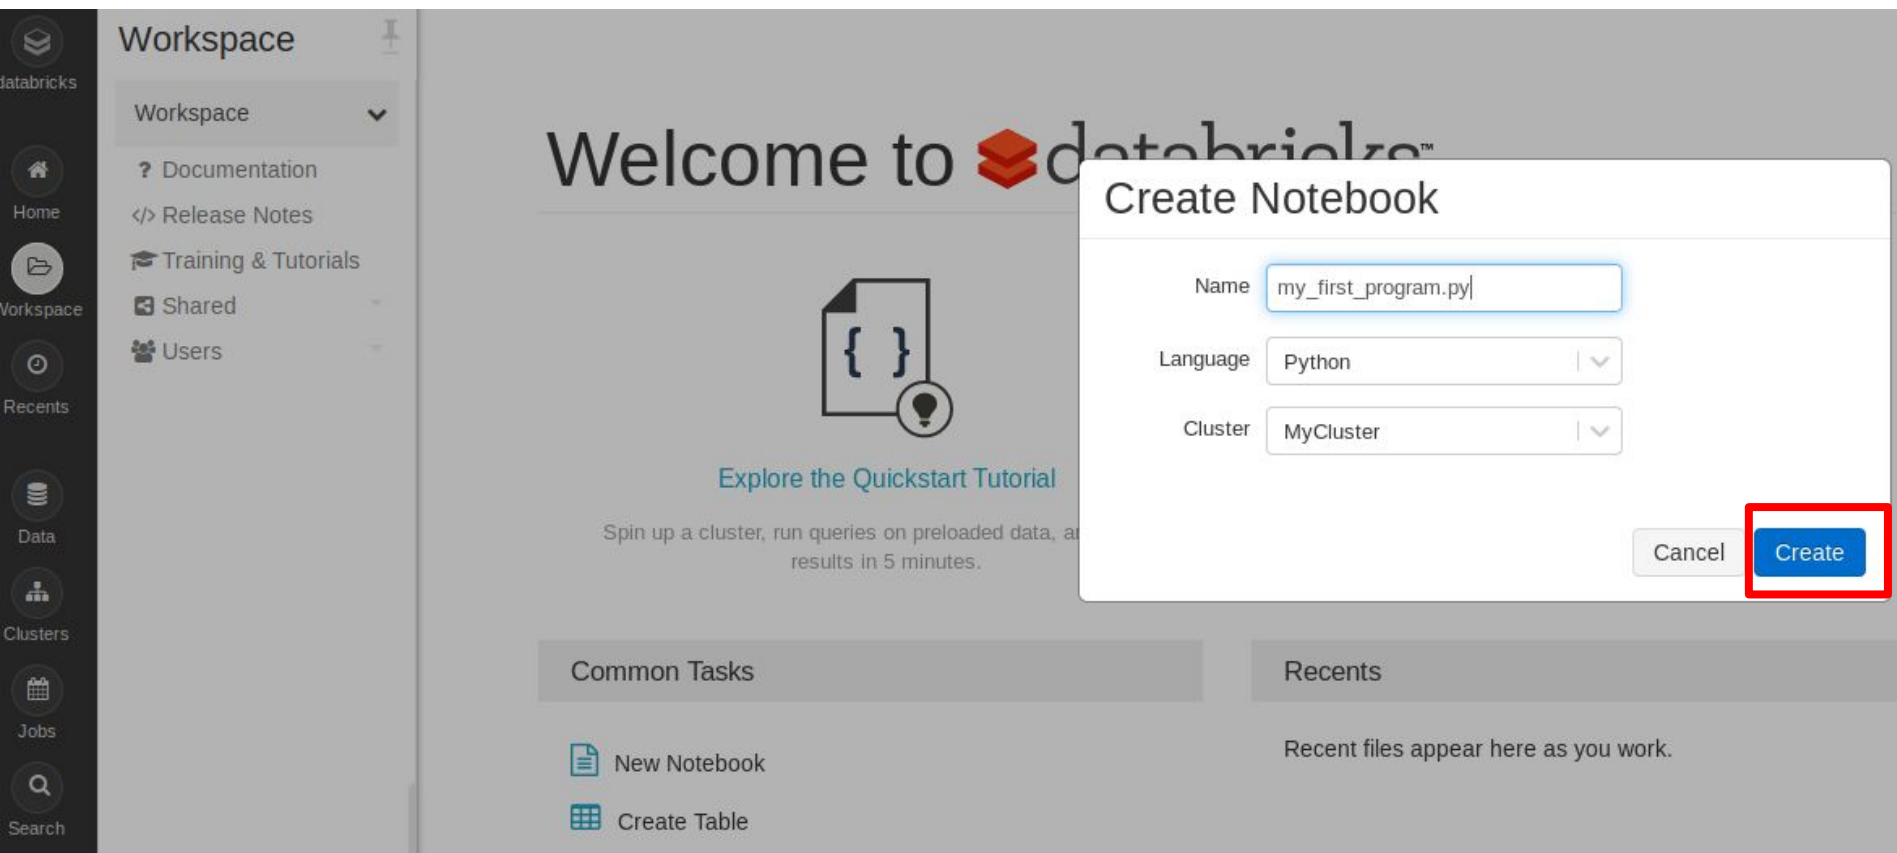 databricks
Home
Workspace
Recents
Data
Clusters
Jobs
Search
Workspace
Workspace
? Documentation
</> Release Notes
Training & Tutorials
Shared
Users
Welcome to databricks™
Explore the Quickstart Tutorial
Spin up a cluster, run queries on preloaded data,
results in 5 minutes.
Create Notebook
Name my_first_program.py
Language Python
Cluster MyCluster
Cancel Create
Common Tasks
New Notebook
Create Table
Recents
Recent files appear here as you work.